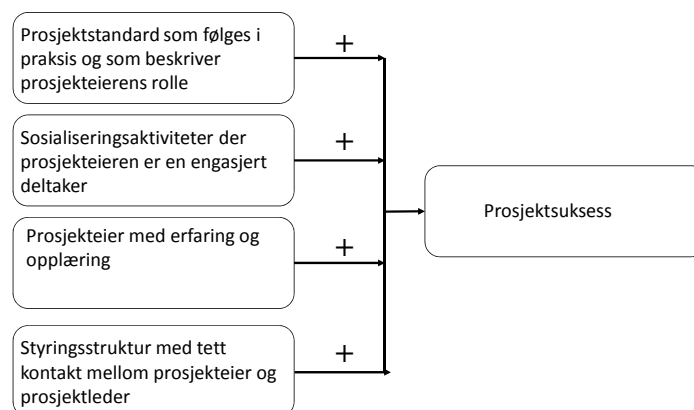 Prosjektstandard som følges i
praksis og som beskriver
prosjekteierens rolle
+
Sosialiseringsaktiviteter der
prosjekteieren er en engasjert
deltaker
+
Prosjekteier med erfaring og
opplæring
+
Styringsstruktur med tett
kontakt mellom prosjekteier og
prosjektleder
+
Prosjektsuksess